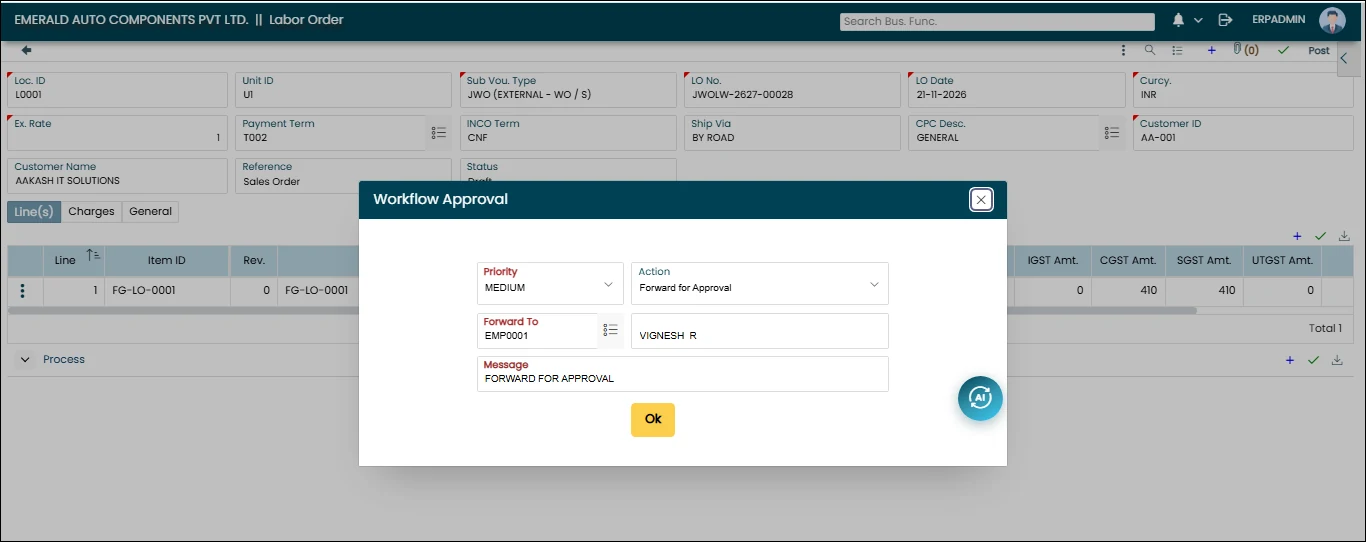 EMERALD AUTO COMPONENTS PVT LTD. || Labor Order
Search Bus. Func.
ERPADMIN
(0)
Post
Loc. ID
L0001
Unit ID
U1
Sub Vou. Type
JWO (EXTERNAL - WO / S)
LO No.
JWOLW-2627-00028
LO Date
21-11-2026
Curcy.
INR
Ex. Rate
1
Payment Term
T002
INCO Term
CNF
Ship Via
BY ROAD
CPC Desc.
GENERAL
Customer ID
AA-001
Customer Name
AAKASH IT SOLUTIONS
Reference
Sales Order
Status
Line(s) Charges General
Workflow Approval
Priority
MEDIUM
Action
Forward for Approval
Forward To
EMP0001
VIGNESH R
Message
FORWARD FOR APPROVAL
Ok
AI
Line Item ID Rev. IGST Amt. CGST Amt. SGST Amt. UTGST Amt.
1 FG-LO-0001 0 FG-LO-0001 0 410 410 0
Total 1
Process